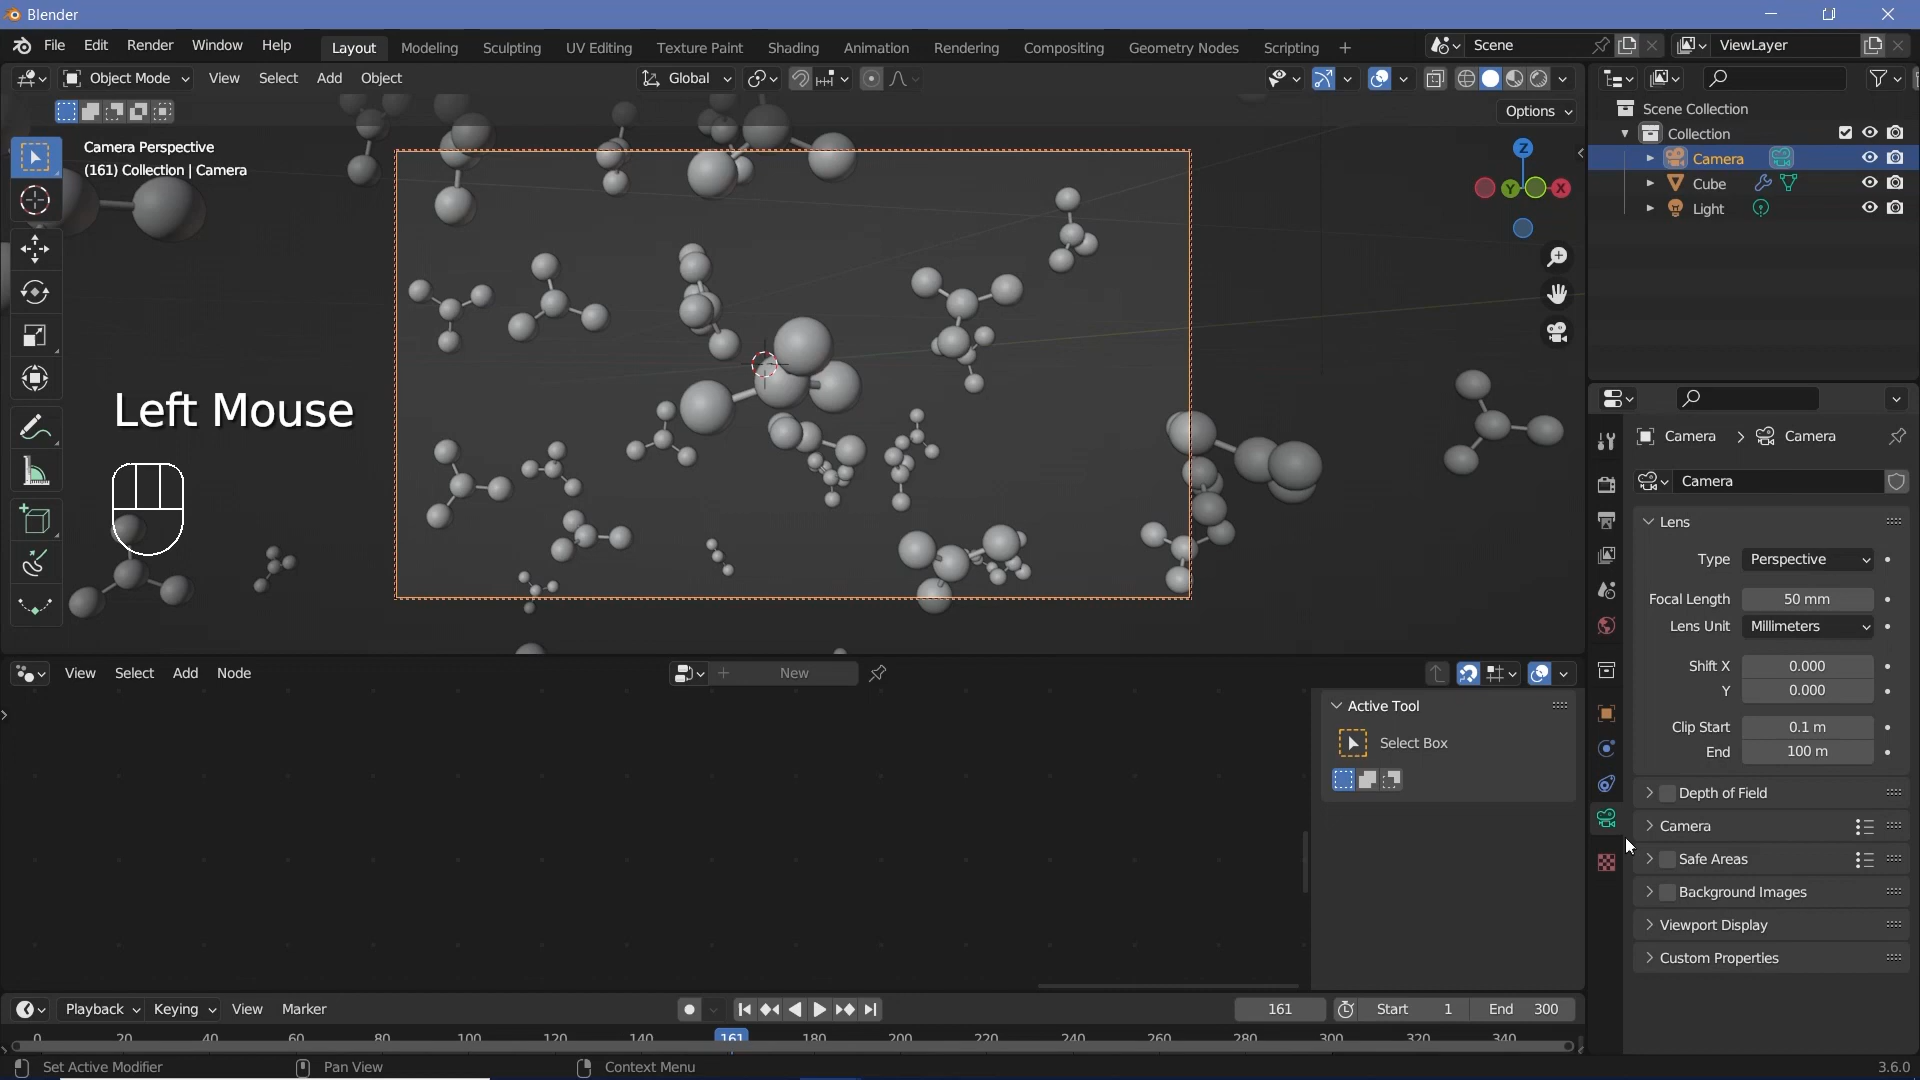 Blender
File Edit Render Window Help Layout Modeling Sculpting UV Editing Texture Paint Shading Animation Rendering Compositing Geometry Nodes Scripting Scene ViewLayer
Object Mode View Select Add Object Global
Options
Camera Perspective
(161) Collection | Camera
Z
Y
X
Left Mouse
Scene Collection
Collection
Camera
Cube
Light
Camera Camera
Camera
Lens
Type Perspective
Focal Length 50 mm
Lens Unit Millimeters
Shift X 0.000
Y 0.000
Clip Start 0.1 m
End 100 m
Depth of Field
Camera
Safe Areas
Background Images
Viewport Display
Custom Properties
View Select Add Node New
Active Tool
Select Box
Playback Keying View Marker 161 Start 1 End 300
0 20 40 60 80 100 120 140 161 180 200 220 240 260 280 300 320 340
Set Active Modifier Pan View Context Menu 3.6.0